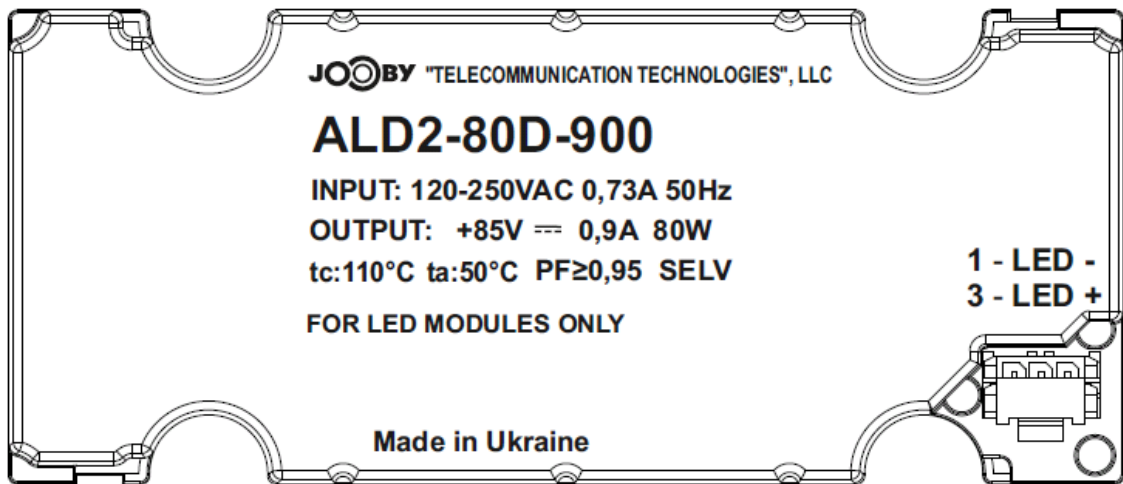 JOOBY "TELECOMMUNICATION TECHNOLOGIES", LLC
ALD2-80D-900
INPUT: 120-250VAC 0,73A 50Hz
OUTPUT: +85V ⎓ 0,9A 80W
tc:110°C ta:50°C PF≥0,95 SELV
FOR LED MODULES ONLY
1 - LED -
3 - LED +
Made in Ukraine